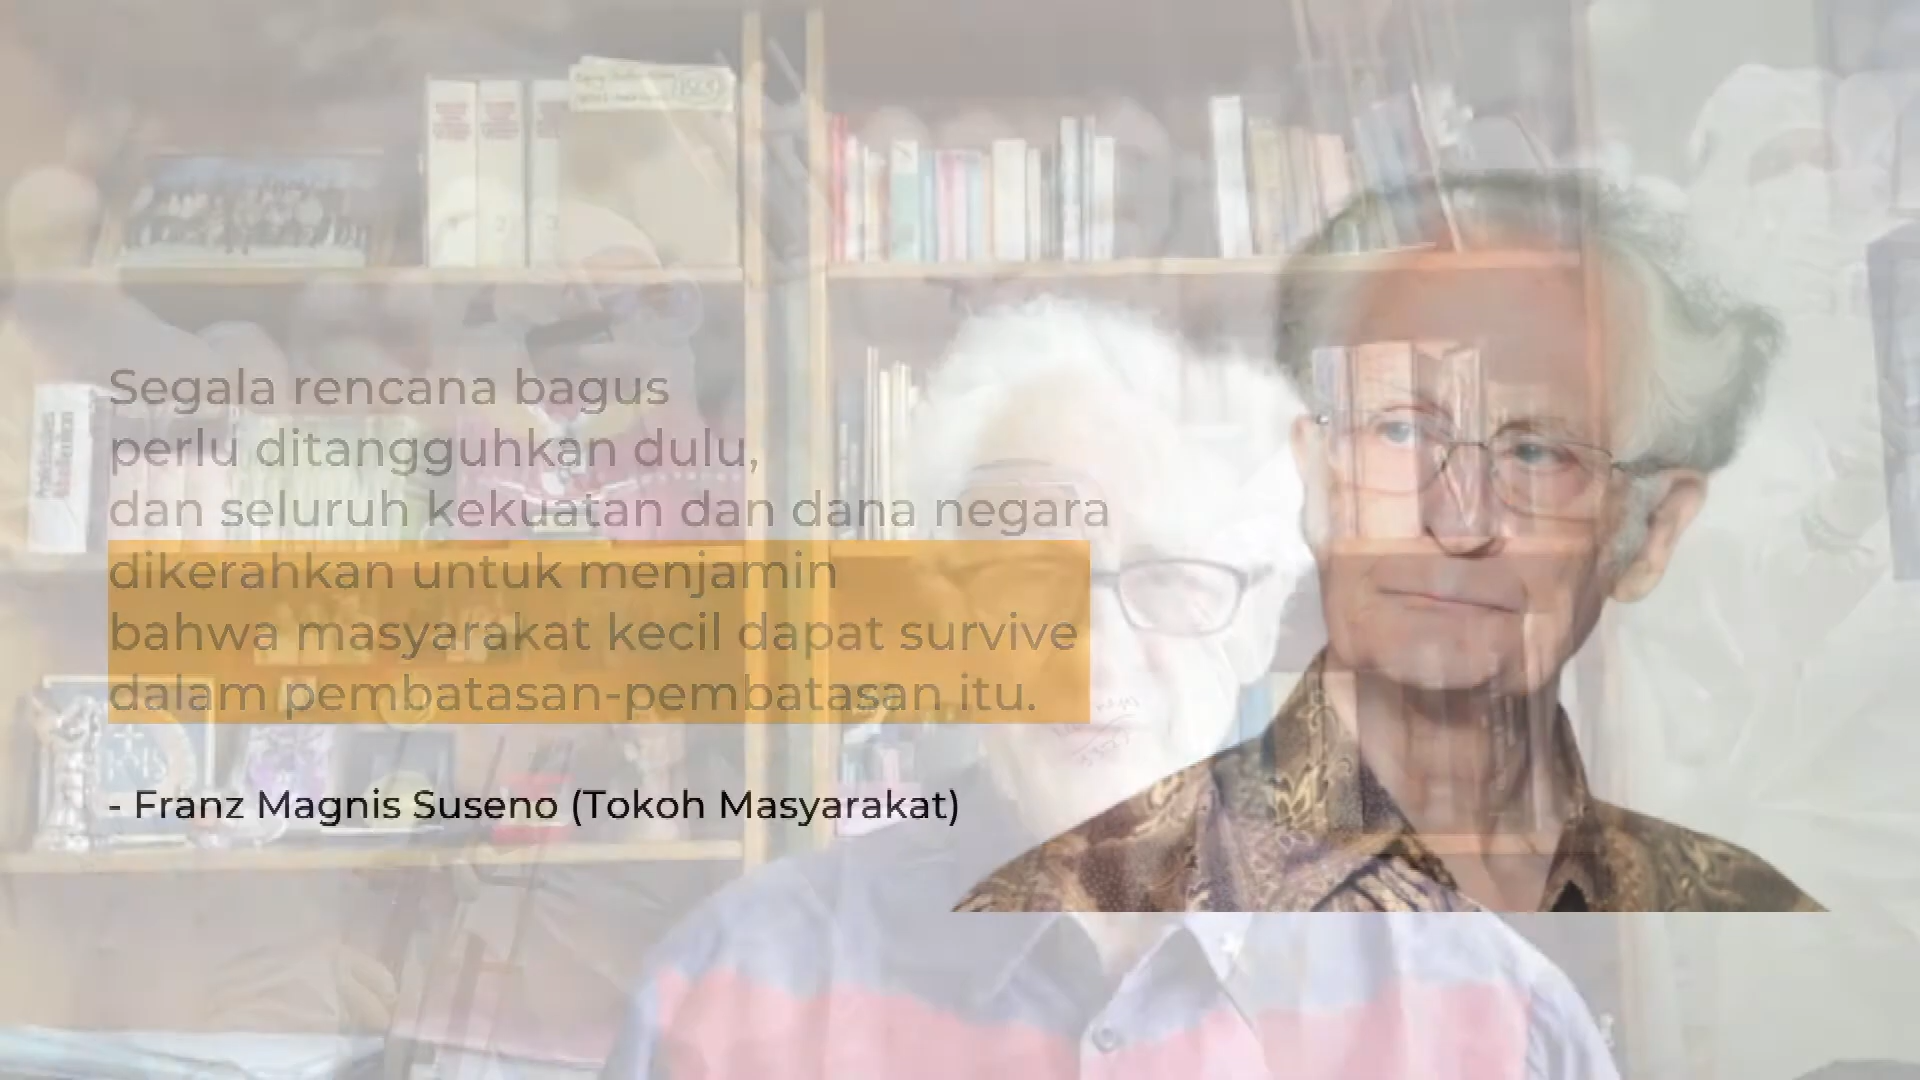 Segala rencana bagus
perlu ditangguhkan dulu,
dan seluruh kekuatan dan dana negara
dikerahkan untuk menjamin
bahwa masyarakat kecil dapat survive
dalam pembatasan-pembatasan itu.
- Franz Magnis Suseno (Tokoh Masyarakat)